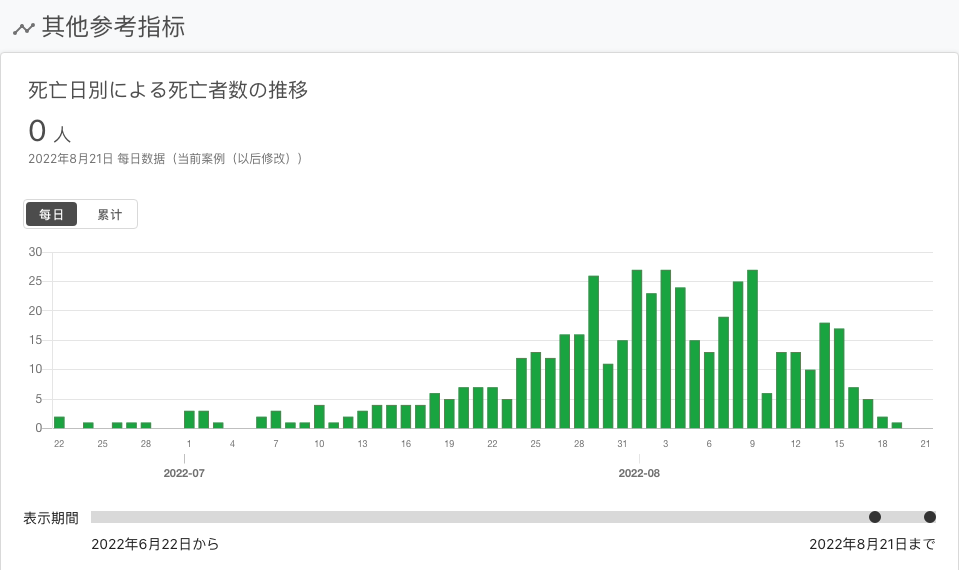 其他参考指标
死亡日別による死亡者数の推移
0 人
2022年8月21日 每日数据（当前案例（以后修改））
每日 累计
30
25
20
15
10
5
0
22 25 28 1 4 7 10 13 16 19 22 25 28 31 3 6 9 12 15 18 21
2022-07 2022-08
表示期間
2022年6月22日から 2022年8月21日まで